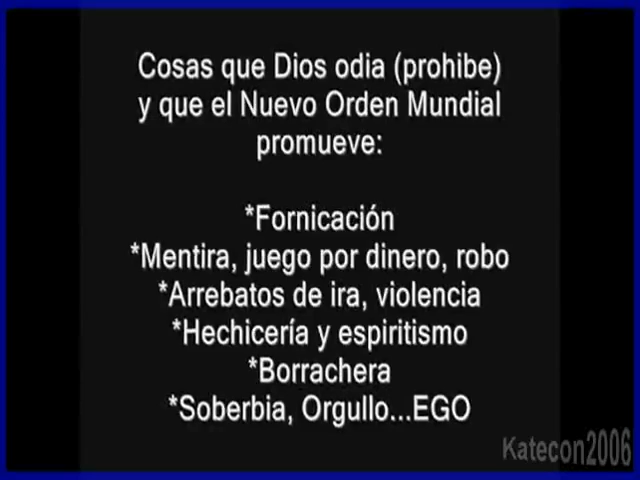 Cosas que Dios odia (prohibe)
y que el Nuevo Orden Mundial
promueve:
*Fornicación
*Mentira, juego por dinero, robo
*Arrebatos de ira, violencia
*Hechicería y espiritismo
*Borrachera
*Soberbia, Orgullo...EGO
Katecon2006